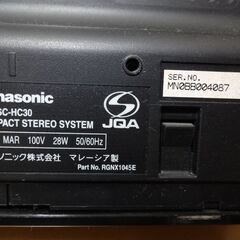 nasonic
SC-HC30
PACT STEREO SYSTEM
MAR 100V 28W 50/60Hz
ソニック株式会社 マレーシア製
Part No. RGNX1045E
JQA
SER.NO.
MN0BB004087